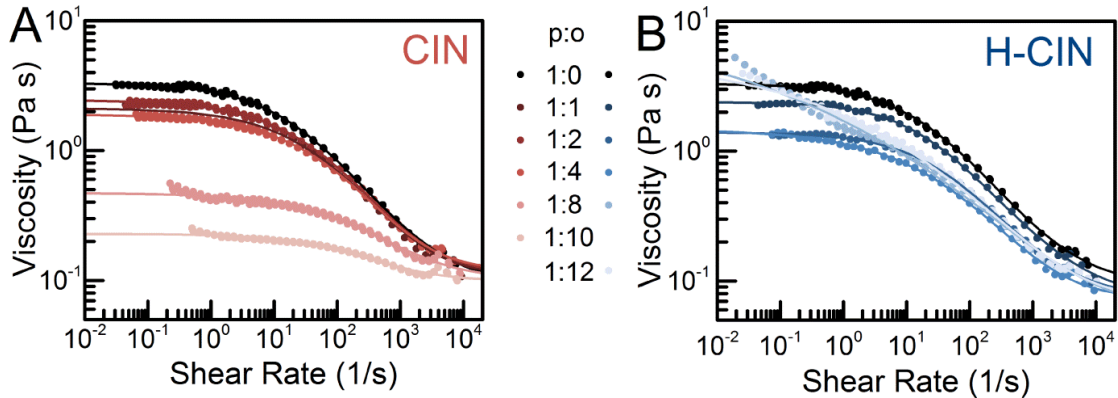 A
CIN
Viscosity (Pa s)
10^1
10^0
10^-1
10^-2 10^-1 10^0 10^1 10^2 10^3 10^4
Shear Rate (1/s)
p:o
1:0
1:1
1:2
1:4
1:8
1:10
1:12
B
H-CIN
Viscosity (Pa s)
10^1
10^0
10^-1
10^-2 10^-1 10^0 10^1 10^2 10^3 10^4
Shear Rate (1/s)